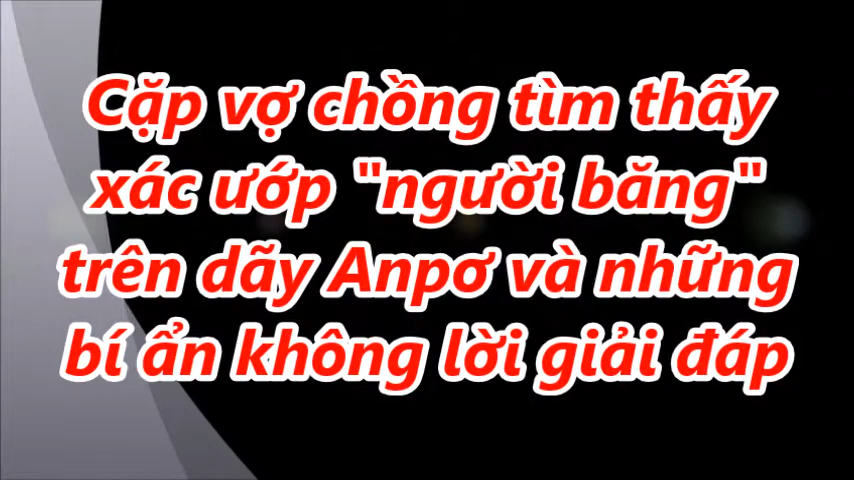 Cặp vợ chồng tìm thấy
xác ướp "người băng"
trên dãy Anpơ và những
bí ẩn không lời giải đáp